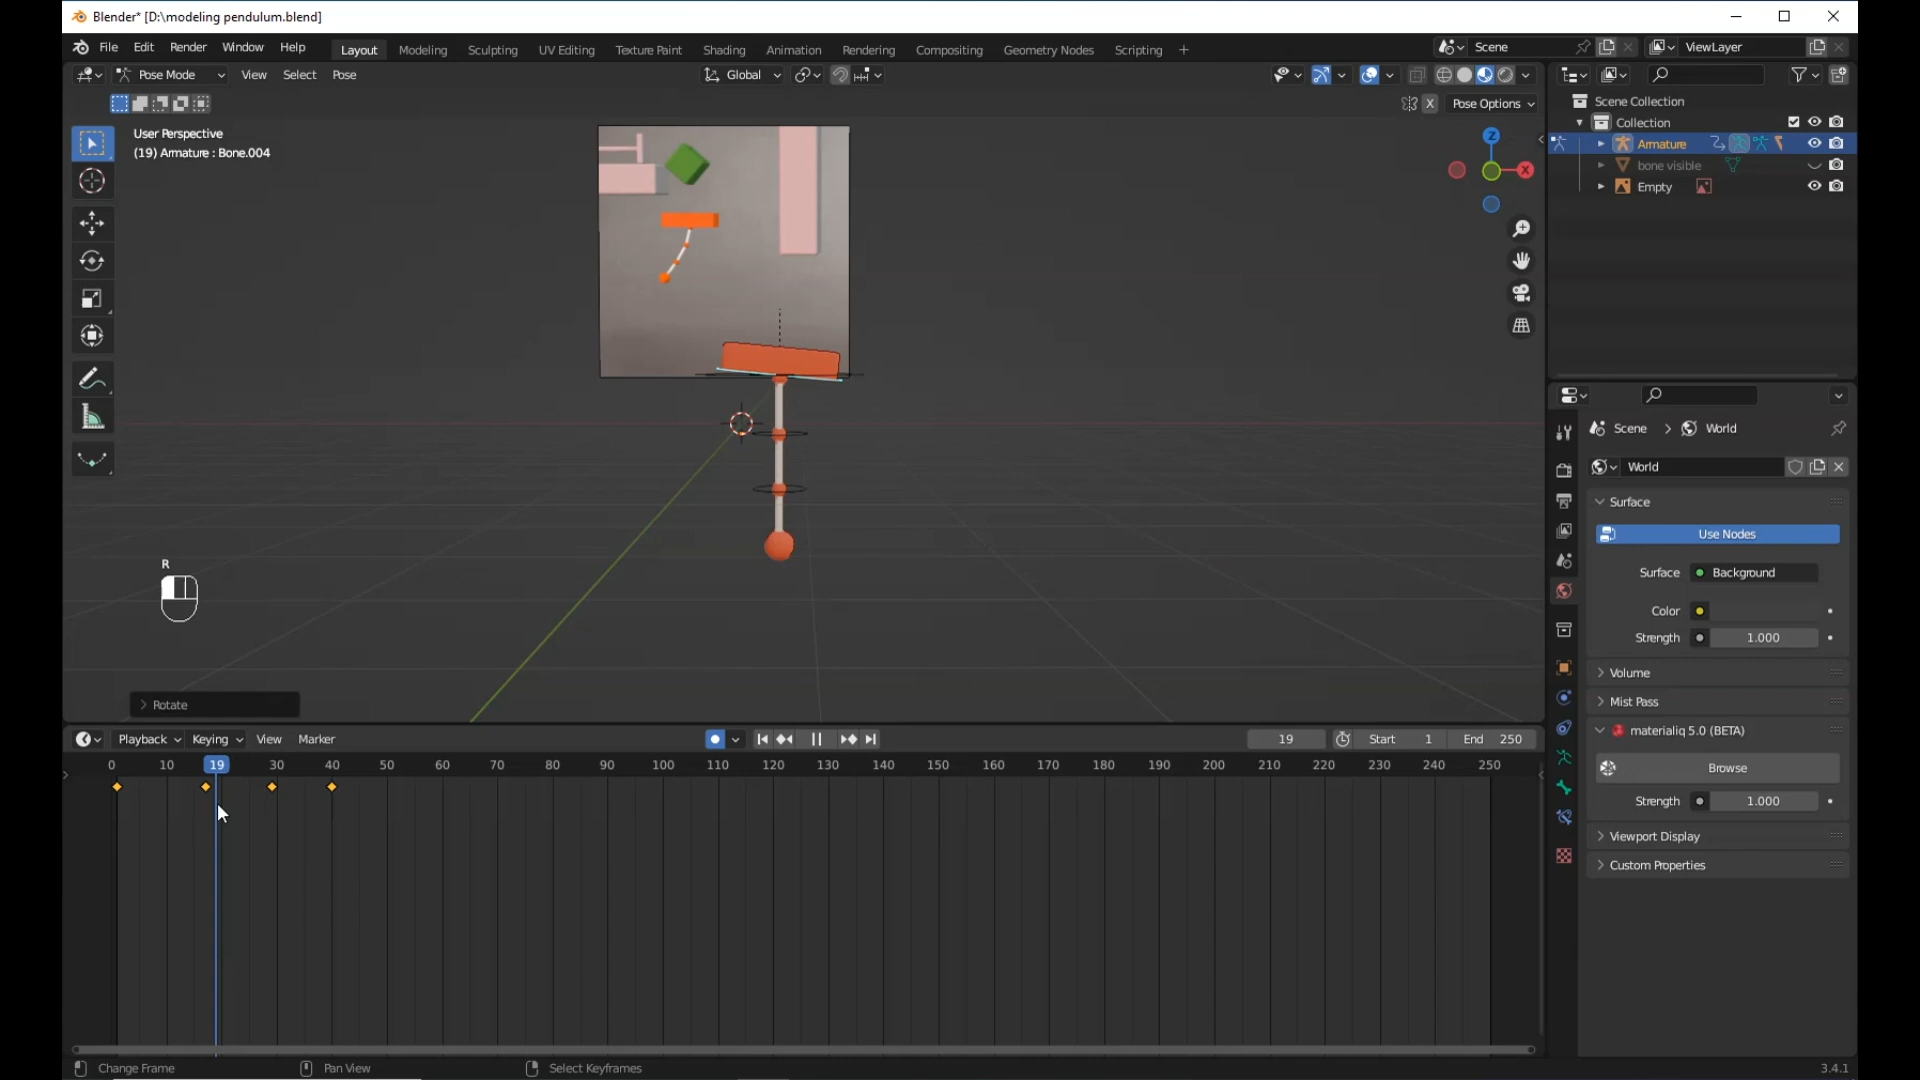 Blender* [D:\modeling pendulum.blend]
File Edit Render Window Help Layout Modeling Sculpting UV Editing Texture Paint Shading Animation Rendering Compositing Geometry Nodes Scripting + Scene ViewLayer
Pose Mode View Select Pose Global
X Pose Options
User Perspective
(19) Armature : Bone.004
Z
X
Scene Collection
Collection
Armature
bone visible
Empty
Scene > World
World
Surface
Use Nodes
Surface Background
Color
Strength 1.000
Volume
Mist Pass
materialiq 5.0 (BETA)
Browse
Strength 1.000
Viewport Display
Custom Properties
R
Rotate
Playback Keying View Marker 19 Start 1 End 250
0 10 19 30 40 50 60 70 80 90 100 110 120 130 140 150 160 170 180 190 200 210 220 230 240 250
Change Frame Pan View Select Keyframes 3.4.1